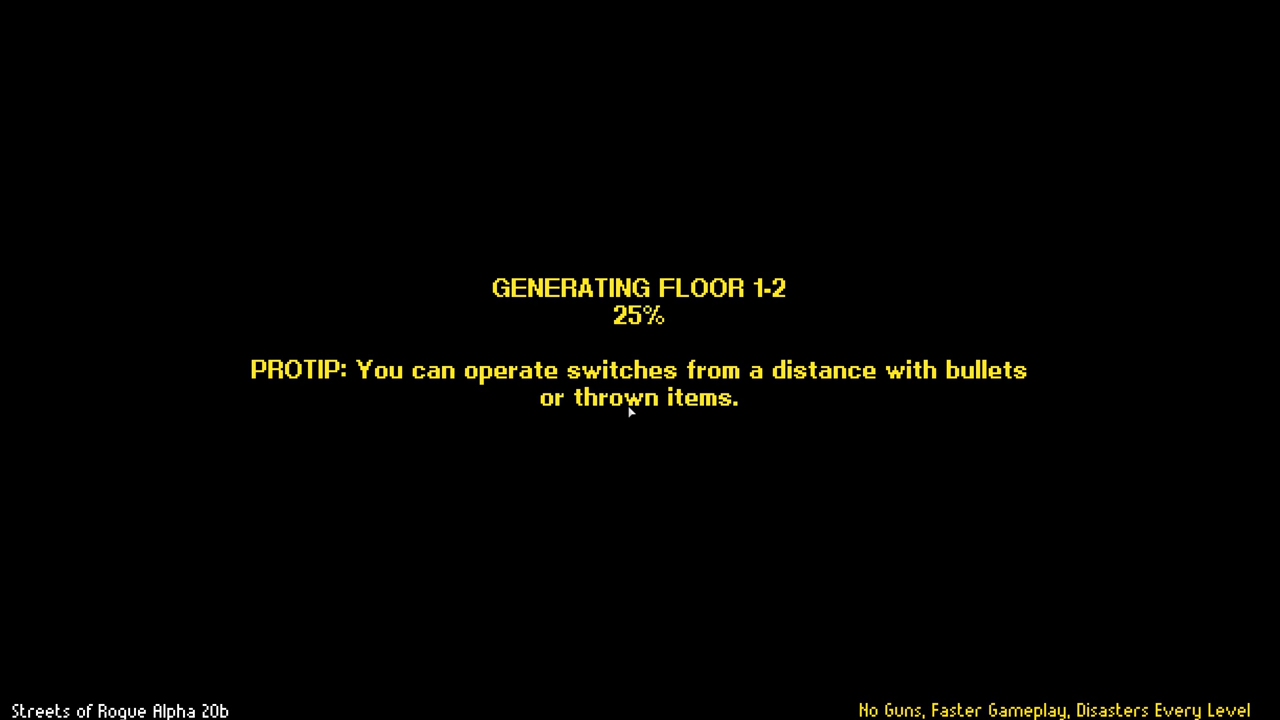 GENERATING FLOOR 1-2
25%
PROTIP: You can operate switches from a distance with bullets
or thrown items.
Streets of Rogue Alpha 20b
No Guns, Faster Gameplay, Disasters Every Level